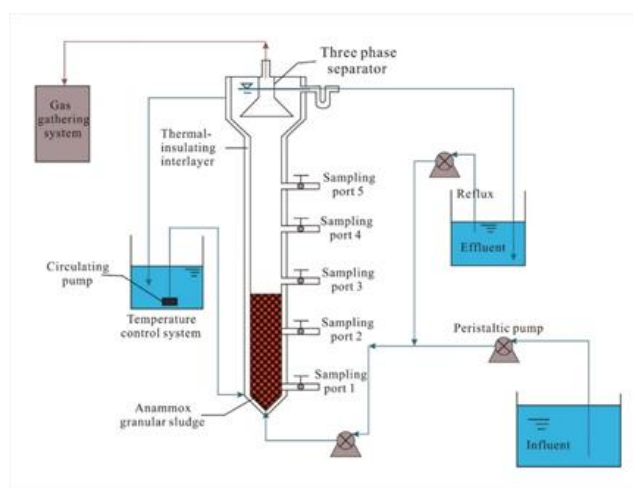 Three phase
separator
Gas
gathering
system
Thermal-
insulating
interlayer
Sampling
port 5
Reflux
Sampling
port 4
Effluent
Circulating
pump
Sampling
port 3
Temperature
control system
Sampling
port 2
Peristaltic pump
Sampling
port 1
Anammox
granular sludge
Influent